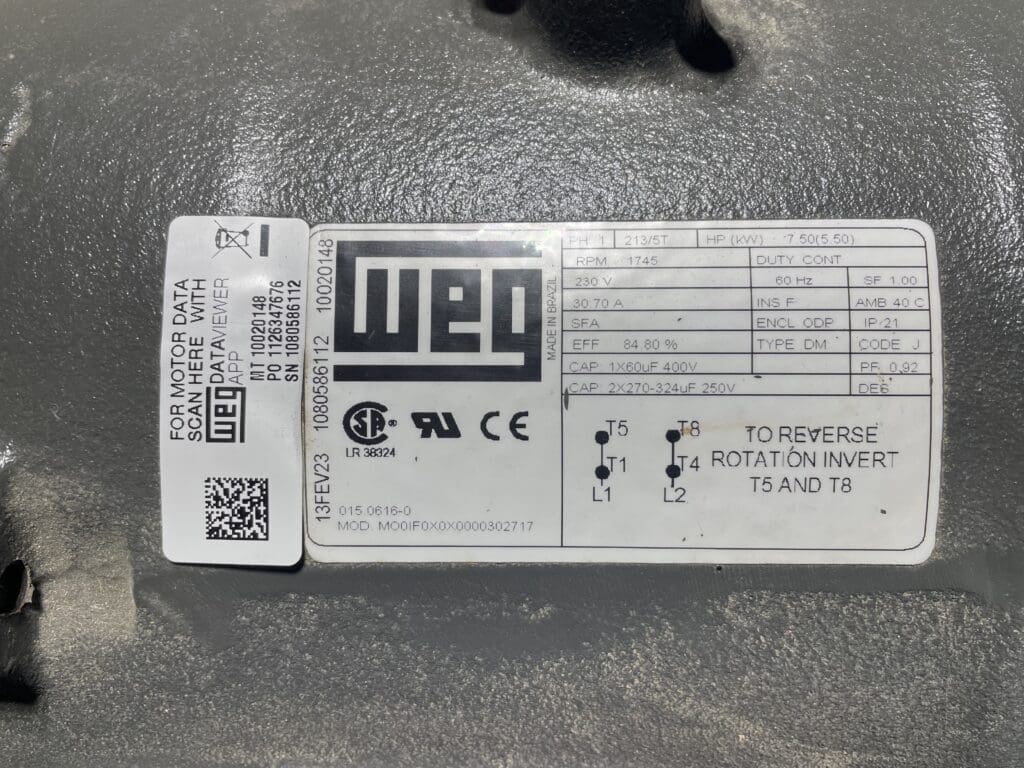 FOR MOTOR DATA
SCAN HERE WITH
WEG DATAVIEWER
APP
MT 10020148
PO 1126347676
SN 1080586112
13FEV23 1080586112 10020148
WEG
MADE IN BRAZIL
CSA ®
LR 38324
CE
015.0616-0
MOD. MO0IF0X0X0000302717
PH 1 213/5T HP (kW) 7.50(5.50)
RPM 1745 DUTY CONT
230 V 60 Hz SF 1.00
30.70 A INS F AMB 40 C
SFA ENCL ODP IP 21
EFF 84.80 % TYPE DM CODE J
CAP 1X60uF 400V PF 0.92
CAP 2X270-324uF 250V DE6
T5 T8
T1 T4
L1 L2
TO REVERSE
ROTATION INVERT
T5 AND T8